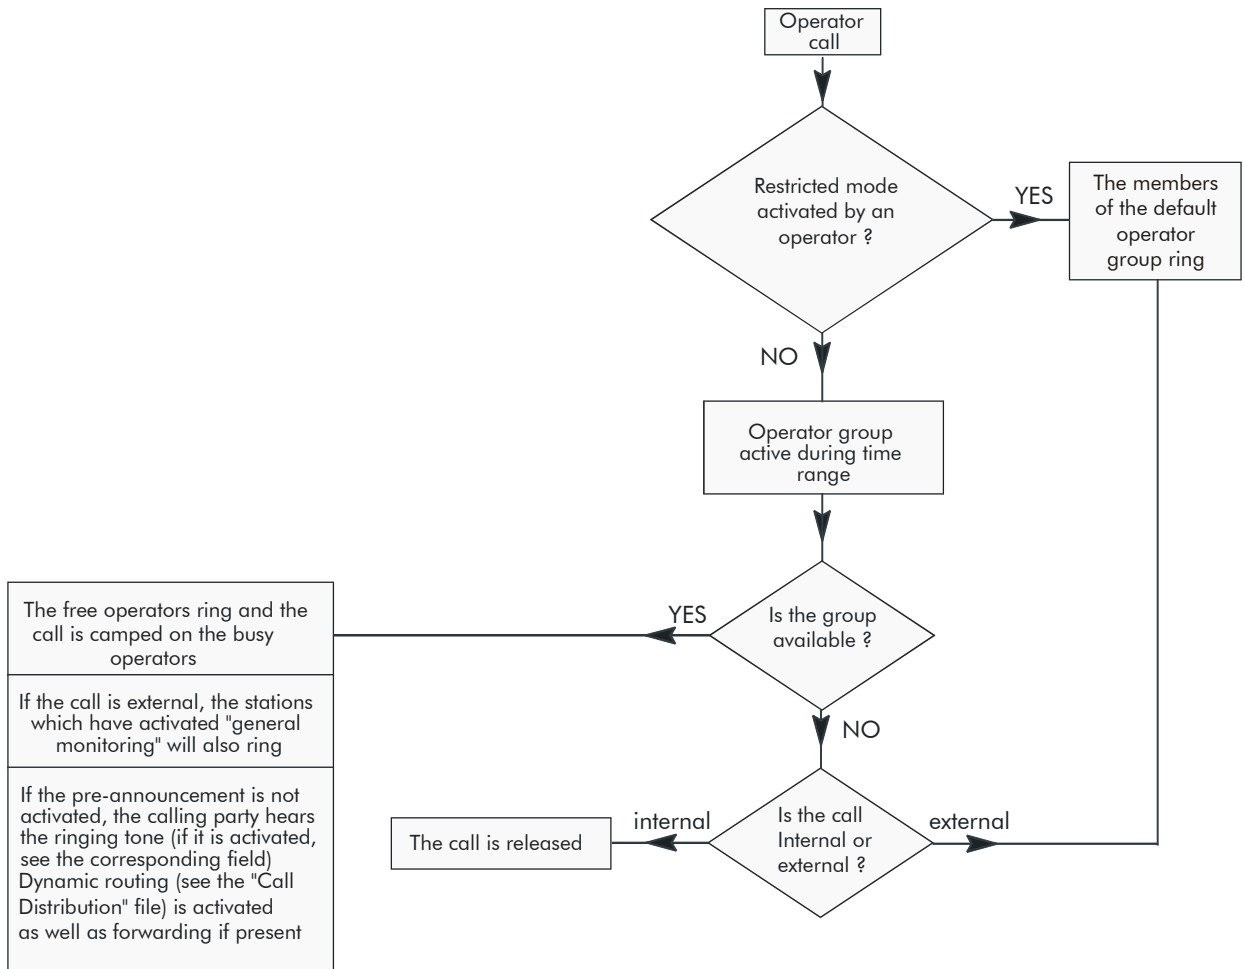 Operator
call
Restricted mode
activated by an
operator ?
YES
The members
of the default
operator
group ring
NO
Operator group
active during time
range
Is the group
available ?
YES
The free operators ring and the
call is camped on the busy
operators
If the call is external, the stations
which have activated "general
monitoring" will also ring
If the pre-announcement is not
activated, the calling party hears
the ringing tone (if it is activated,
see the corresponding field)
Dynamic routing (see the "Call
Distribution" file) is activated
as well as forwarding if present
NO
Is the call
Internal or
external ?
internal
The call is released
external